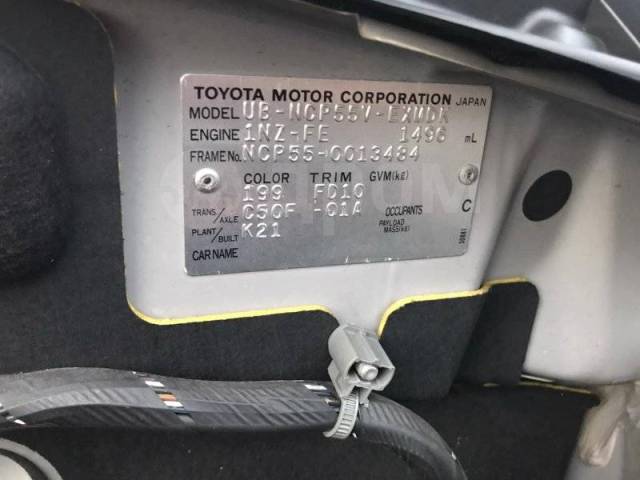 TOYOTA MOTOR CORPORATION JAPAN
MODEL UB-NCP55V-EXMDK
ENGINE 1NZ-FE 1496 mL
FRAME No. NCP55-0013484
COLOR TRIM GVM(kg)
199 FD10
TRANS/AXLE C50F -01A OCCUPANTS C
PLANT/BUILT K21 PAYLOAD MASS(kg)
CAR NAME